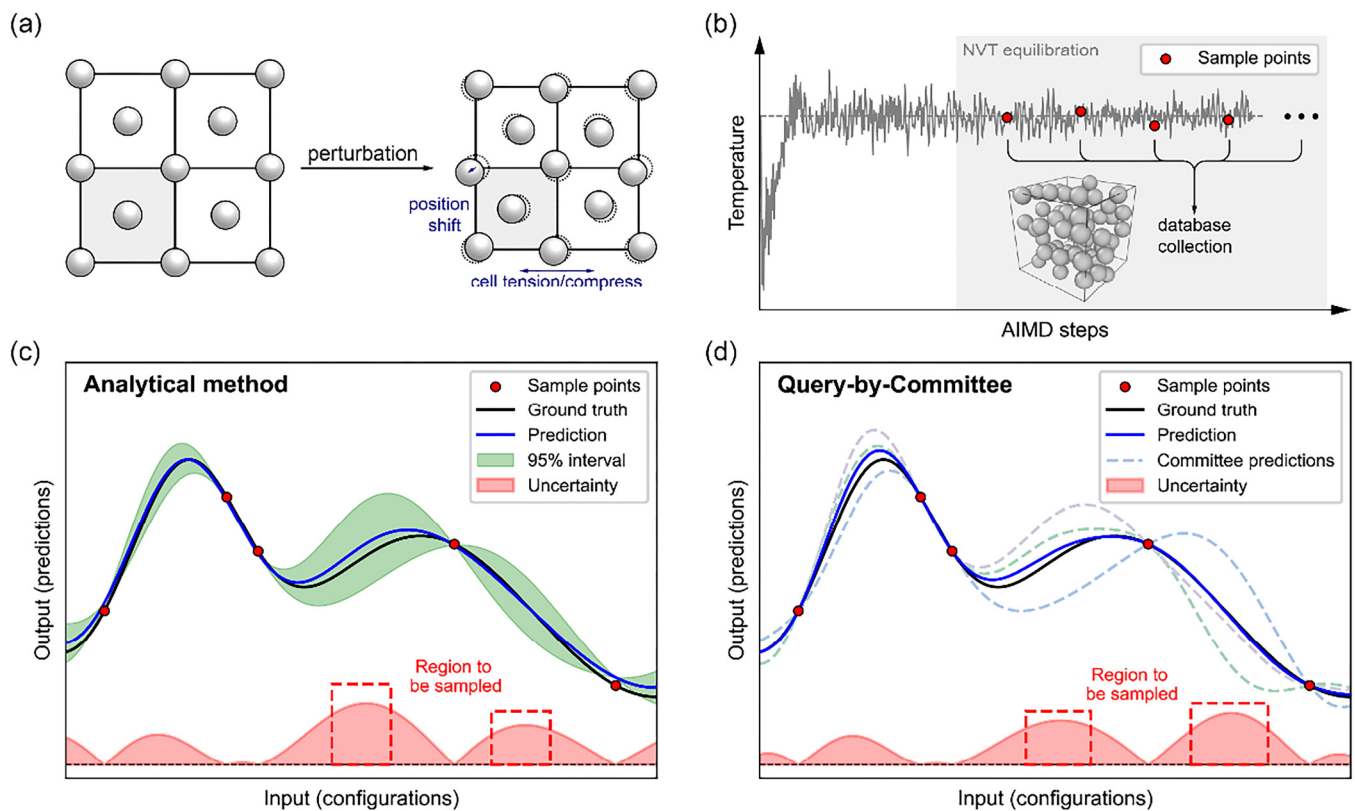 (a)
perturbation
position
shift
cell tension/compress
(b)
NVT equilibration
Sample points
Temperature
database
collection
AIMD steps
(c)
Analytical method
Sample points
Ground truth
Prediction
95% interval
Uncertainty
Region to
be sampled
Output (predictions)
Input (configurations)
(d)
Query-by-Committee
Sample points
Ground truth
Prediction
Committee predictions
Uncertainty
Region to
be sampled
Output (predictions)
Input (configurations)